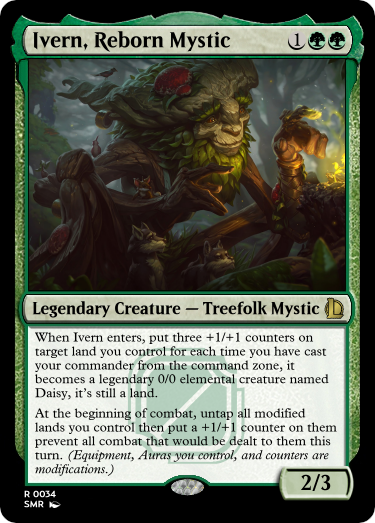 Ivern, Reborn Mystic 1
Legendary Creature — Treefolk Mystic
When Ivern enters, put three +1/+1 counters on
target land you control for each time you have cast
your commander from the command zone, it
becomes a legendary 0/0 elemental creature named
Daisy, it's still a land.
At the beginning of combat, untap all modified
lands you control then put a +1/+1 counter on them
prevent all combat that would be dealt to them this
turn. (Equipment, Auras you control, and counters are
modifications.)
2/3
R 0034
SMR